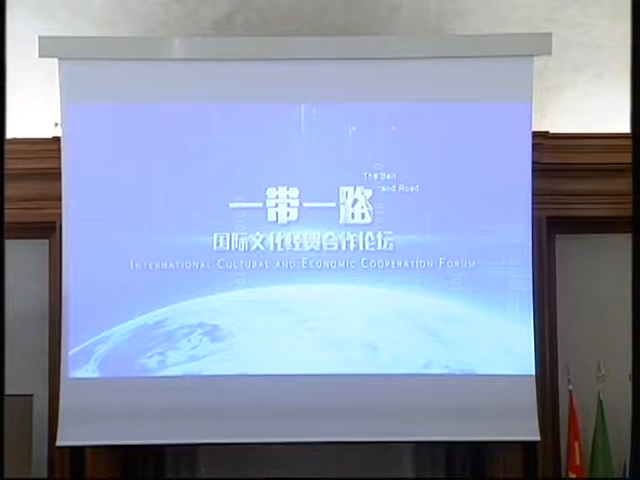 The Belt
and Road
一带一路
国际文化经贸合作论坛
INTERNATIONAL CULTURAL AND ECONOMIC COOPERATION FORUM